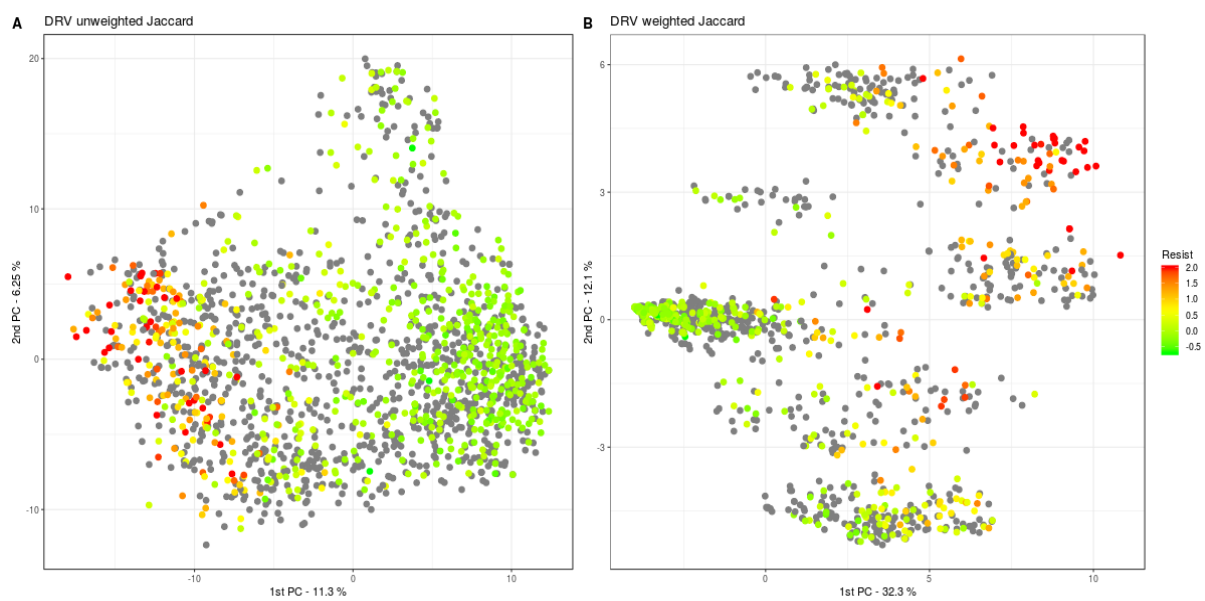 A
DRV unweighted Jaccard
20
10
0
-10
2nd PC - 6.25 %
-10
0
10
1st PC - 11.3 %
B
DRV weighted Jaccard
6
3
0
-3
2nd PC - 12.1 %
0
5
10
1st PC - 32.3 %
Resist
2.0
1.5
1.0
0.5
0.0
-0.5